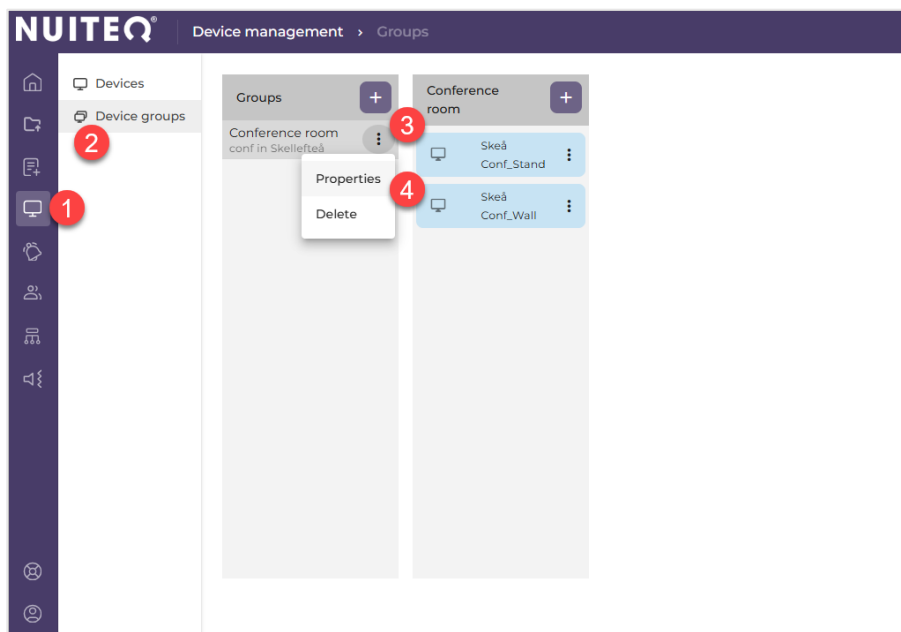 NUITEQ®
Device management › Groups
Devices
Device groups
2
1
Groups
+
Conference room
conf in Skellefteå
3
Properties
4
Delete
Conference
room
+
Skeå
Conf_Stand
Skeå
Conf_Wall